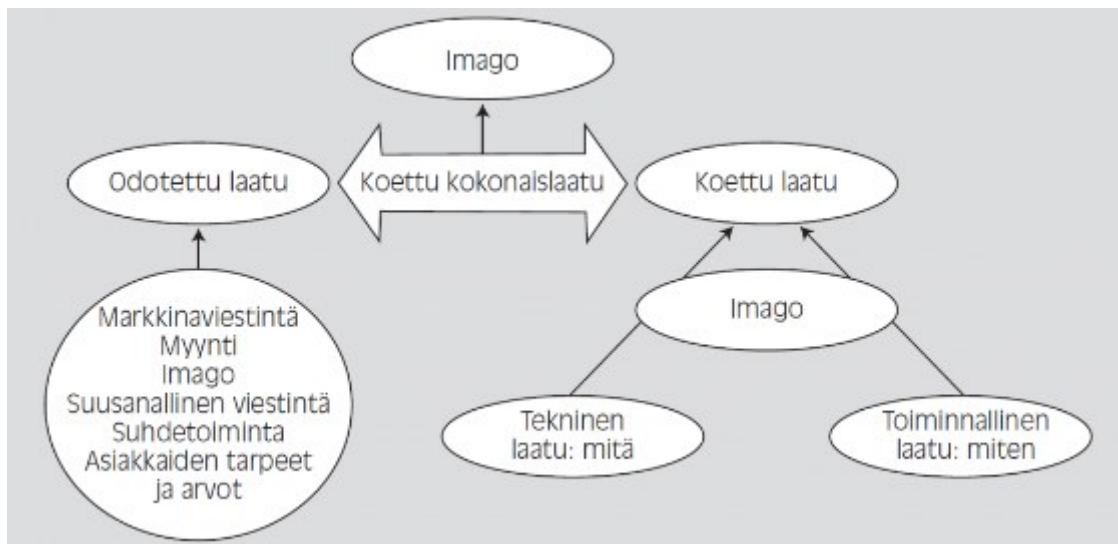 Imago
Odotettu laatu
Koettu kokonaislaatu
Koettu laatu
Markkinaviestintä
Myynti
Imago
Suusanallinen viestintä
Suhdetoiminta
Asiakkaiden tarpeet
ja arvot
Imago
Tekninen
laatu: mitä
Toiminnallinen
laatu: miten